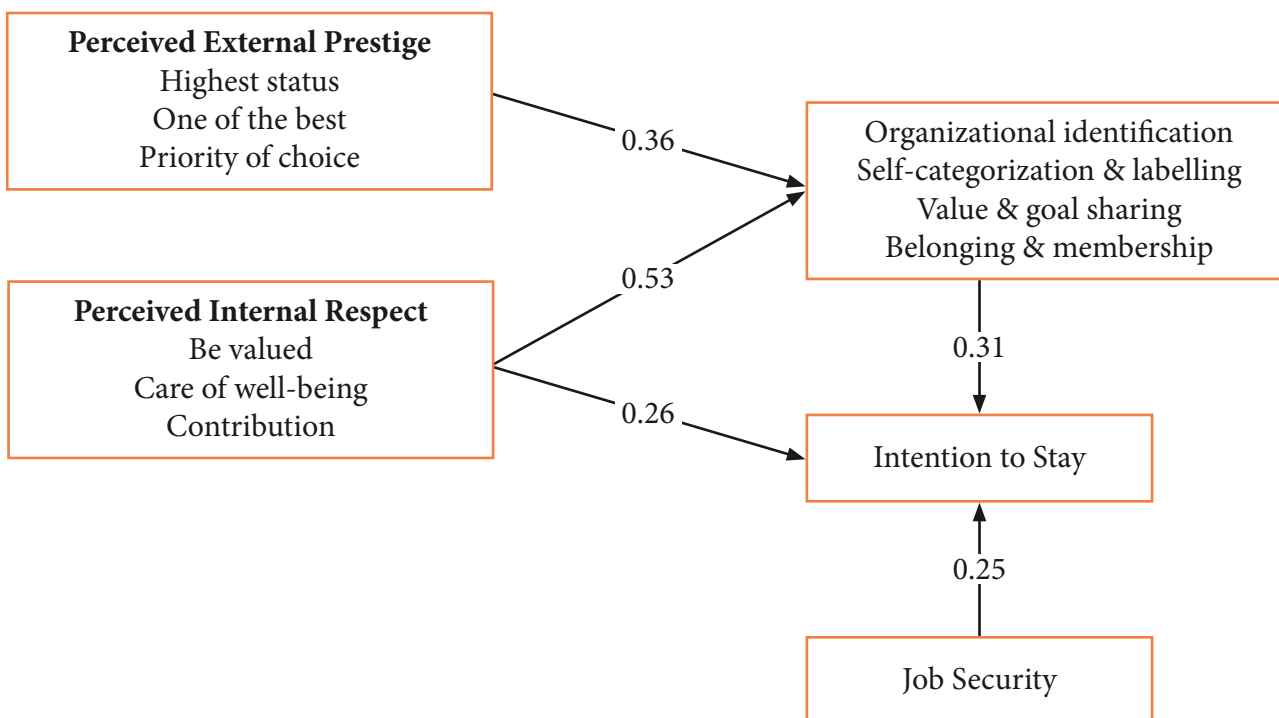 Perceived External Prestige
Highest status
One of the best
Priority of choice
0.36
Organizational identification
Self-categorization & labelling
Value & goal sharing
Belonging & membership
0.53
Perceived Internal Respect
Be valued
Care of well-being
Contribution
0.31
0.26
Intention to Stay
0.25
Job Security